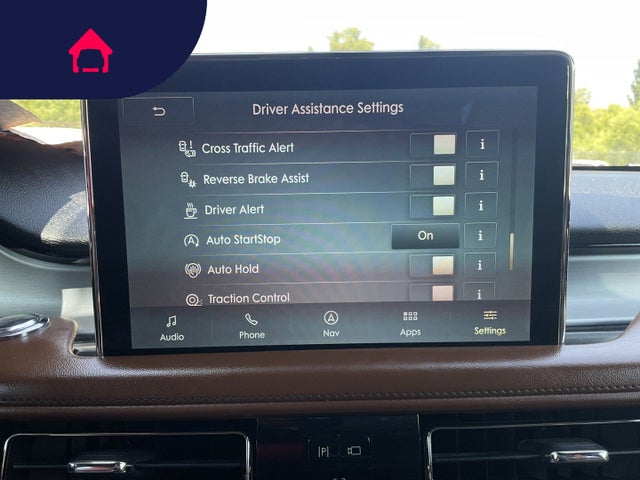 Driver Assistance Settings
Cross Traffic Alert
i
Reverse Brake Assist
i
Driver Alert
i
Auto StartStop
On
i
Auto Hold
i
Traction Control
i
Audio
Phone
Nav
Apps
Settings
P